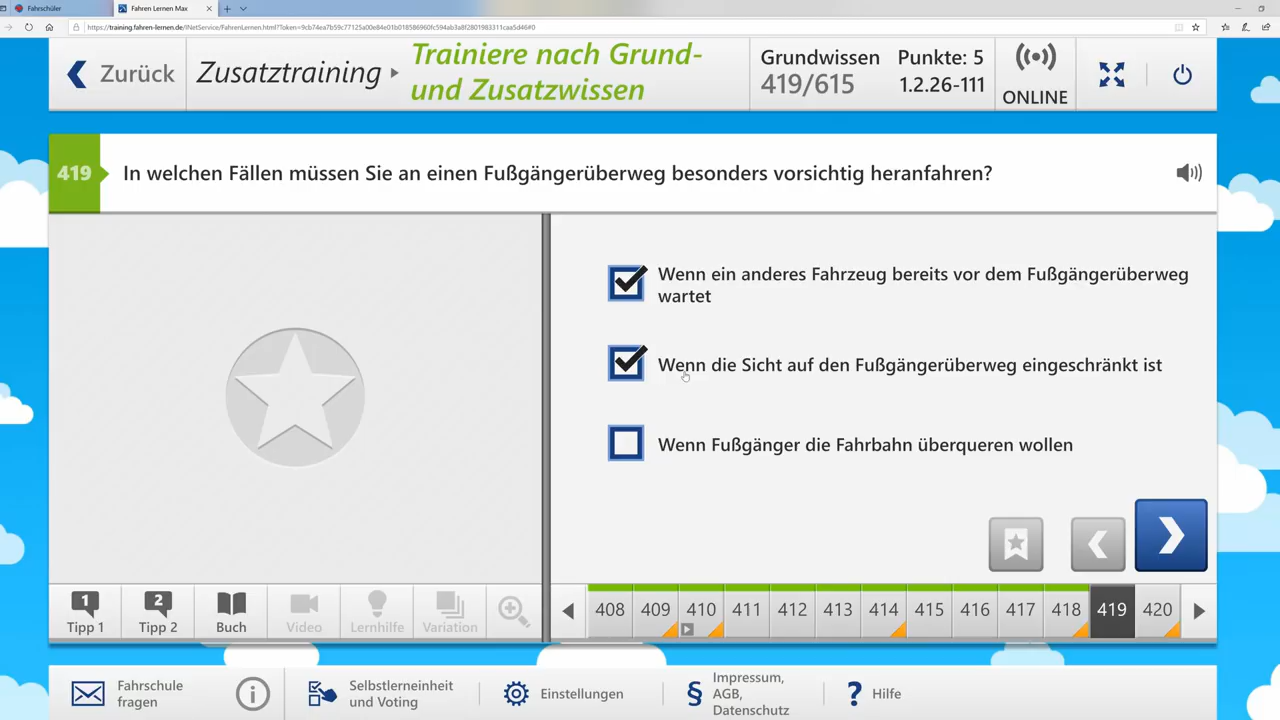 Fahrschüler
Fahren Lernen Max
Zurück
Zusatztraining
Trainiere nach Grund-
und Zusatzwissen
Grundwissen
419/615
Punkte: 5
1.2.26-111
ONLINE
419
In welchen Fällen müssen Sie an einen Fußgängerüberweg besonders vorsichtig heranfahren?
Wenn ein anderes Fahrzeug bereits vor dem Fußgängerüberweg
wartet
Wenn die Sicht auf den Fußgängerüberweg eingeschränkt ist
Wenn Fußgänger die Fahrbahn überqueren wollen
1
Tipp 1
2
Tipp 2
Buch
Video
Lernhilfe
Variation
408 409 410 411 412 413 414 415 416 417 418 419 420
Fahrschule
fragen
Selbstlerneinheit
und Voting
Einstellungen
§
Impressum,
AGB,
Datenschutz
?
Hilfe